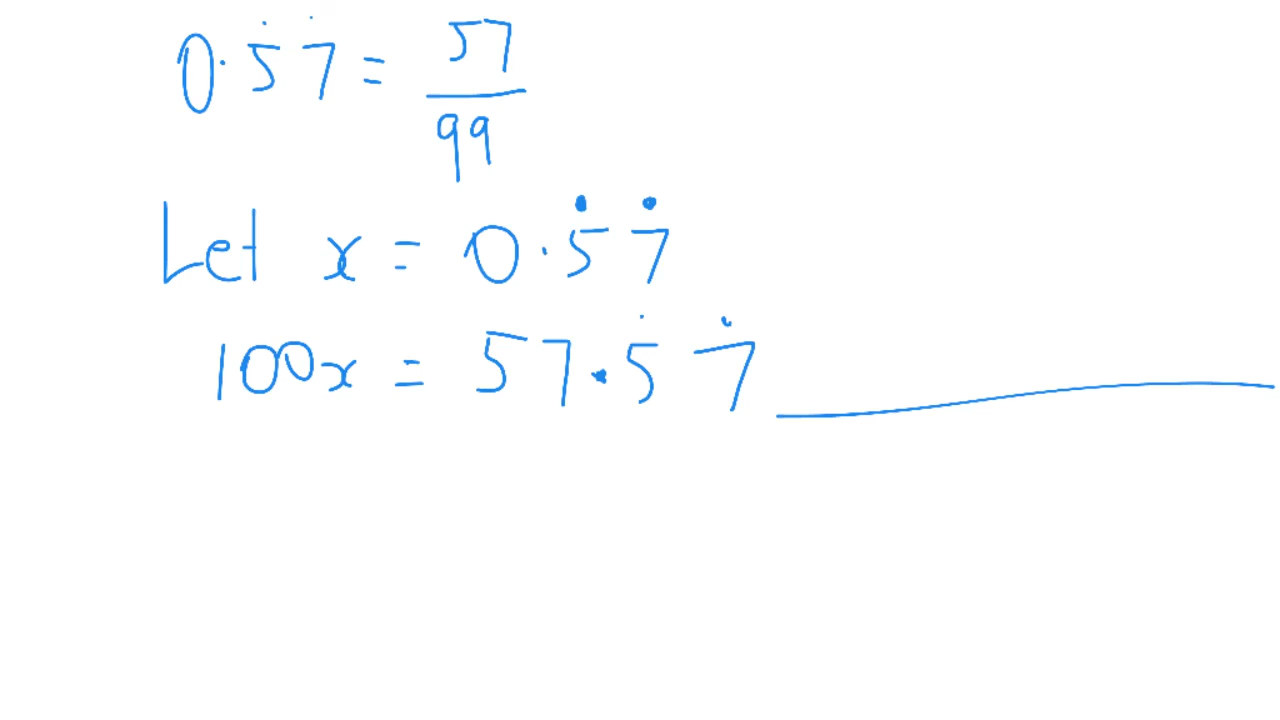 0.5̇7̇ = 57/99
Let x = 0.5̇7̇
100x = 57.5̇7̇